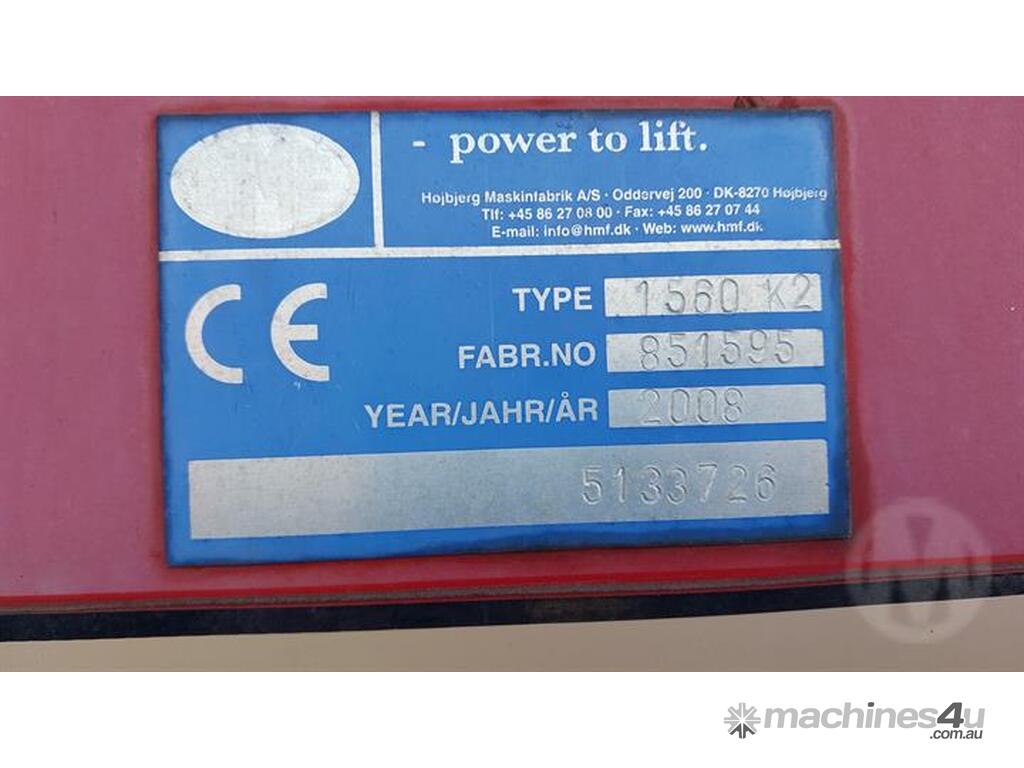 - power to lift.
Højbjerg Maskinfabrik A/S · Oddervej 200 · DK-8270 Højbjerg
Tlf: +45 86 27 08 00 · Fax: +45 86 27 07 44
E-mail: info@hmf.dk · Web: www.hmf.dk
CE
TYPE 1560 K2
FABR.NO 851595
YEAR/JAHR/ÅR 2008
5133726
machines4u
.com.au